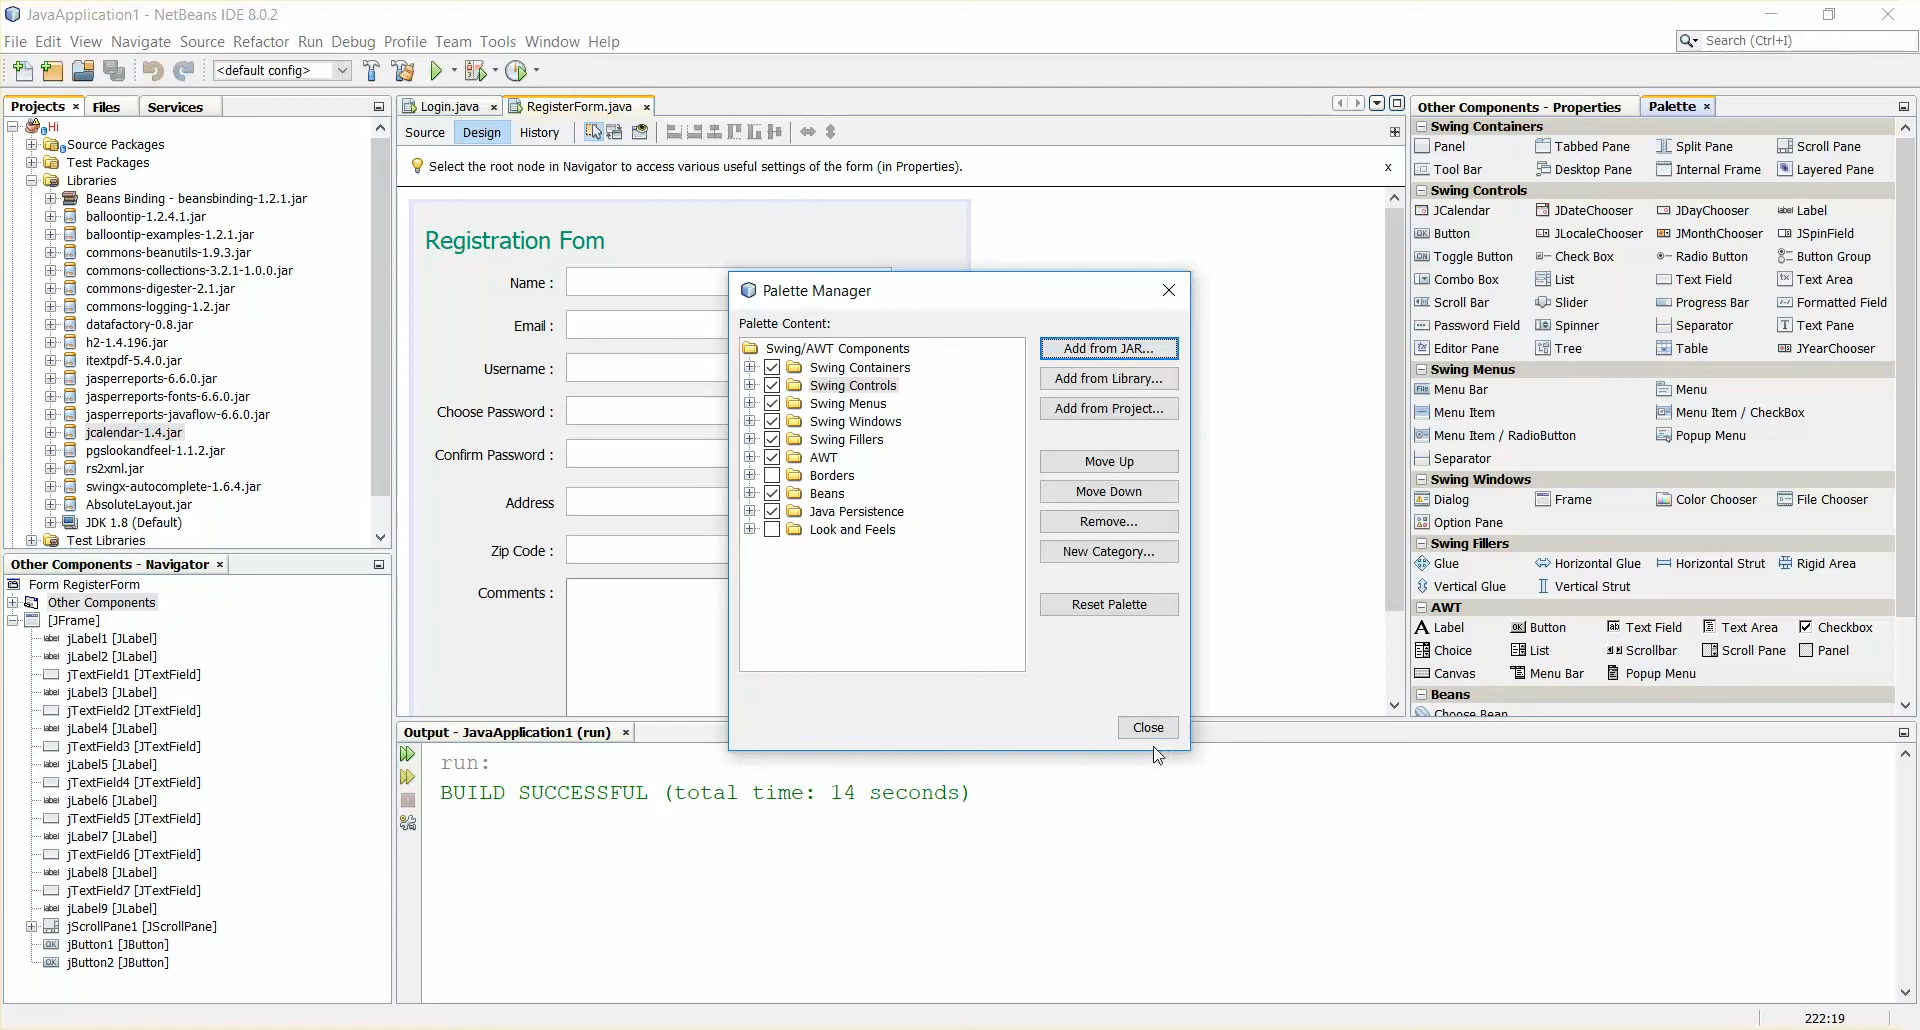 JavaApplication1 - NetBeans IDE 8.0.2
File Edit View Navigate Source Refactor Run Debug Profile Team Tools Window Help
Search (Ctrl+I)
<default config>
Projects Files Services
Hi
Source Packages
Test Packages
Libraries
Beans Binding - beansbinding-1.2.1.jar
balloontip-1.2.4.1.jar
balloontip-examples-1.2.1.jar
commons-beanutils-1.9.3.jar
commons-collections-3.2.1-1.0.0.jar
commons-digester-2.1.jar
commons-logging-1.2.jar
datafactory-0.8.jar
h2-1.4.196.jar
itextpdf-5.4.0.jar
jasperreports-6.6.0.jar
jasperreports-fonts-6.6.0.jar
jasperreports-javaflow-6.6.0.jar
jcalendar-1.4.jar
pgslookandfeel-1.1.2.jar
rs2xml.jar
swingx-autocomplete-1.6.4.jar
AbsoluteLayout.jar
JDK 1.8 (Default)
Test Libraries
Other Components - Navigator
Form RegisterForm
Other Components
[JFrame]
jLabel1 [JLabel]
jLabel2 [JLabel]
jTextField1 [JTextField]
jLabel3 [JLabel]
jTextField2 [JTextField]
jLabel4 [JLabel]
jTextField3 [JTextField]
jLabel5 [JLabel]
jTextField4 [JTextField]
jLabel6 [JLabel]
jTextField5 [JTextField]
jLabel7 [JLabel]
jTextField6 [JTextField]
jLabel8 [JLabel]
jTextField7 [JTextField]
jLabel9 [JLabel]
jScrollPane1 [JScrollPane]
jButton1 [JButton]
jButton2 [JButton]
Login.java RegisterForm.java
Source Design History
Select the root node in Navigator to access various useful settings of the form (in Properties).
Registration Fom
Name :
Email :
Username :
Choose Password :
Confirm Password :
Address
Zip Code :
Comments :
Palette Manager
Palette Content:
Swing/AWT Components
Swing Containers
Swing Controls
Swing Menus
Swing Windows
Swing Fillers
AWT
Borders
Beans
Java Persistence
Look and Feels
Add from JAR...
Add from Library...
Add from Project...
Move Up
Move Down
Remove...
New Category...
Reset Palette
Close
Output - JavaApplication1 (run)
run:
BUILD SUCCESSFUL (total time: 14 seconds)
Other Components - Properties Palette
Swing Containers
Panel Tabbed Pane Split Pane Scroll Pane
Tool Bar Desktop Pane Internal Frame Layered Pane
Swing Controls
JCalendar JDateChooser JDayChooser label Label
Button JLocaleChooser JMonthChooser JSpinField
Toggle Button Check Box Radio Button Button Group
Combo Box List Text Field Text Area
Scroll Bar Slider Progress Bar Formatted Field
Password Field Spinner Separator Text Pane
Editor Pane Tree Table JYearChooser
Swing Menus
Menu Bar Menu
Menu Item Menu Item / CheckBox
Menu Item / RadioButton Popup Menu
Separator
Swing Windows
Dialog Frame Color Chooser File Chooser
Option Pane
Swing Fillers
Glue Horizontal Glue Horizontal Strut Rigid Area
Vertical Glue Vertical Strut
AWT
Label Button Text Field Text Area Checkbox
Choice List Scrollbar Scroll Pane Panel
Canvas Menu Bar Popup Menu
Beans
Choose Bean
222:19